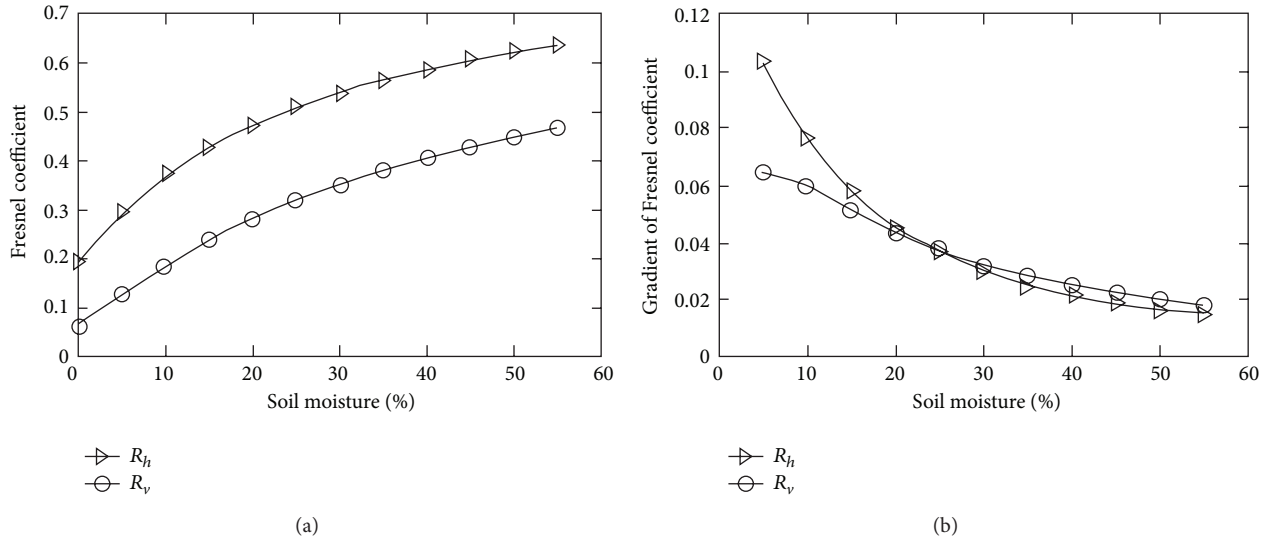 0.7
0.6
0.5
0.4
0.3
0.2
0.1
0
Fresnel coefficient
0 10 20 30 40 50 60
Soil moisture (%)
R_h
R_v
(a)
0.12
0.1
0.08
0.06
0.04
0.02
0
Gradient of Fresnel coefficient
0 10 20 30 40 50 60
Soil moisture (%)
R_h
R_v
(b)